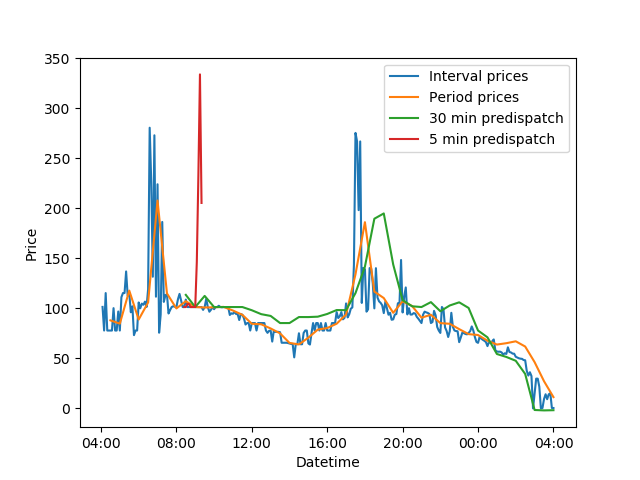 350
300
250
200
150
100
50
0
Price
Interval prices
Period prices
30 min predispatch
5 min predispatch
04:00 08:00 12:00 16:00 20:00 00:00 04:00
Datetime